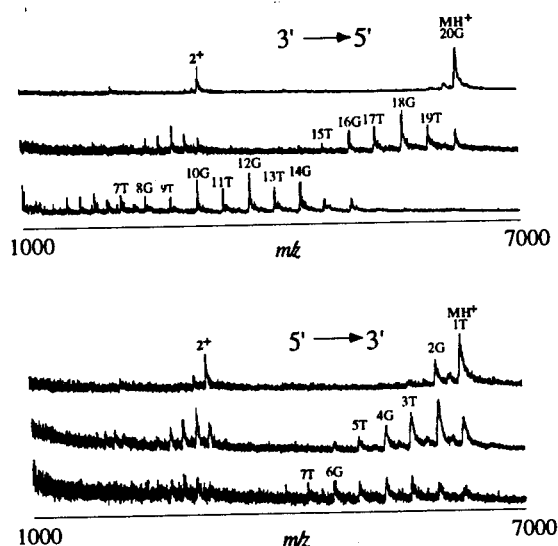 3' → 5'
MH⁺
20G
2⁺
15T 16G 17T 18G 19T
7T 8G 9T 10G 11T 12G 13T 14G
1000 m/z 7000
5' → 3'
MH⁺
1T
2G
2⁺
5T 4G 3T
7T 6G
1000 m/z 7000